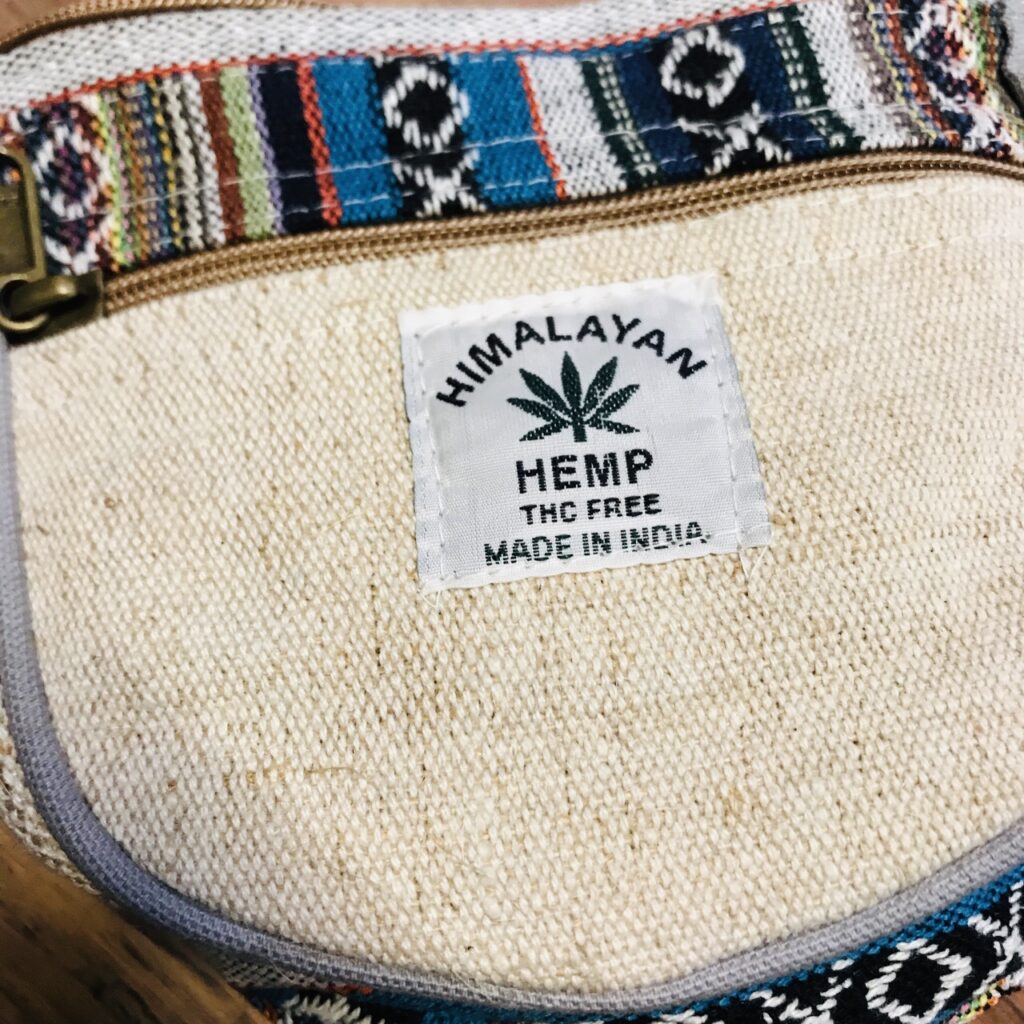 HIMALAYAN
HEMP
THC FREE
MADE IN INDIA